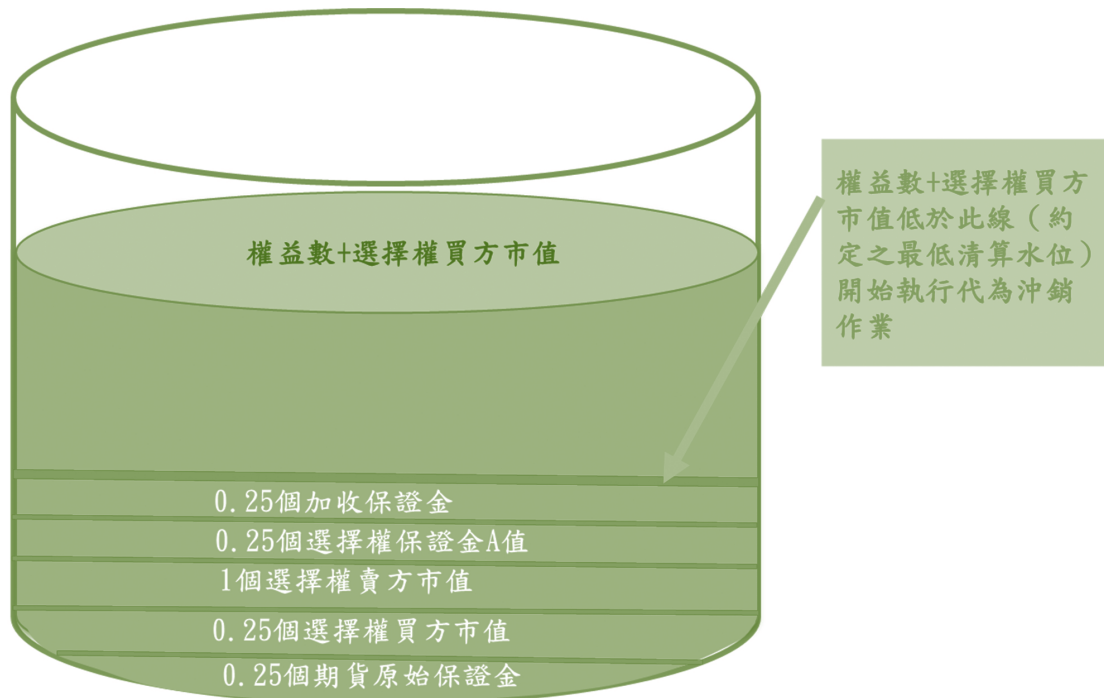 權益數+選擇權買方市值
權益數+選擇權買方
市值低於此線（約
定之最低清算水位）
開始執行代為沖銷
作業
0.25個加收保證金
0.25個選擇權保證金A值
1個選擇權賣方市值
0.25個選擇權買方市值
0.25個期貨原始保證金